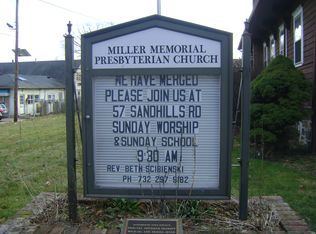 MILLER MEMORIAL
PRESBYTERIAN CHURCH
WE HAVE MERGED
PLEASE JOIN US AT
57 SANDHILLS RD
SUNDAY WORSHIP
& SUNDAY SCHOOL
9:30 AM
REV BETH SCIBIENSKI
PH 732 297 5182